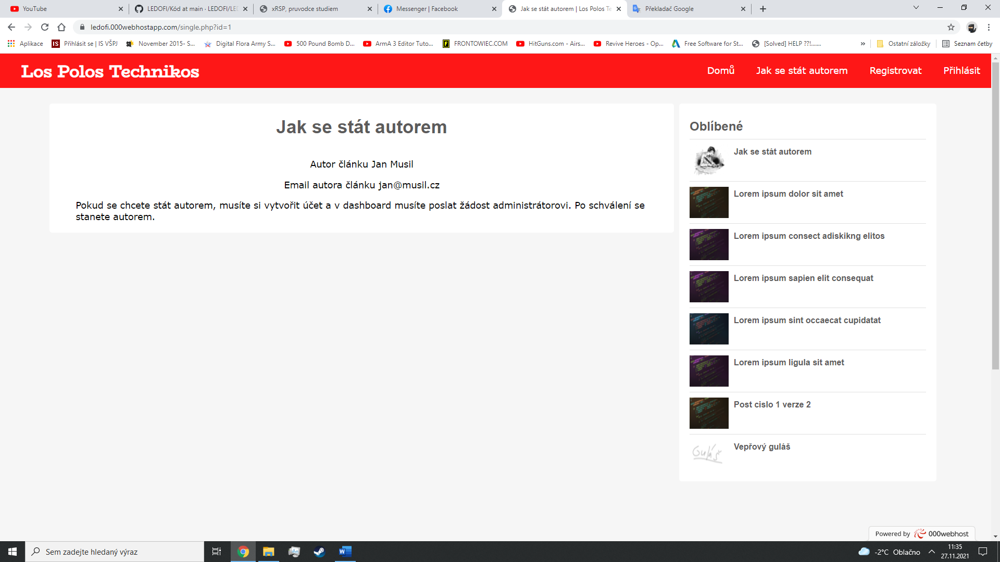 YouTube
LEDOFI/Kód at main · LEDOFI/LED
xRSP, pruvodce studiem
Messenger | Facebook
Jak se stát autorem | Los Polos Te
Překladač Google
ledofi.000webhostapp.com/single.php?id=1
Aplikace
IS Přihlásit se | IS VŠPJ
November 2015- S...
Digital Flora Army S...
500 Pound Bomb D...
ArmA 3 Editor Tuto...
FRONTOWIEC.COM
HitGuns.com - Airs...
Revive Heroes - Op...
Free Software for St...
[Solved] HELP ??!.......
»
Ostatní záložky
Seznam četby
Los Polos Technikos
Domů
Jak se stát autorem
Registrovat
Přihlásit
Jak se stát autorem
Autor článku Jan Musil
Email autora článku jan@musil.cz
Pokud se chcete stát autorem, musíte si vytvořit účet a v dashboard musíte poslat žádost administrátorovi. Po schválení se
stanete autorem.
Oblíbené
Jak se stát autorem
Lorem ipsum dolor sit amet
Lorem ipsum consect adiskikng elitos
Lorem ipsum sapien elit consequat
Lorem ipsum sint occaecat cupidatat
Lorem ipsum ligula sit amet
Post cislo 1 verze 2
Guláš
Vepřový guláš
Powered by 000webhost
Sem zadejte hledaný výraz
-2°C Oblačno
11:35
27.11.2021